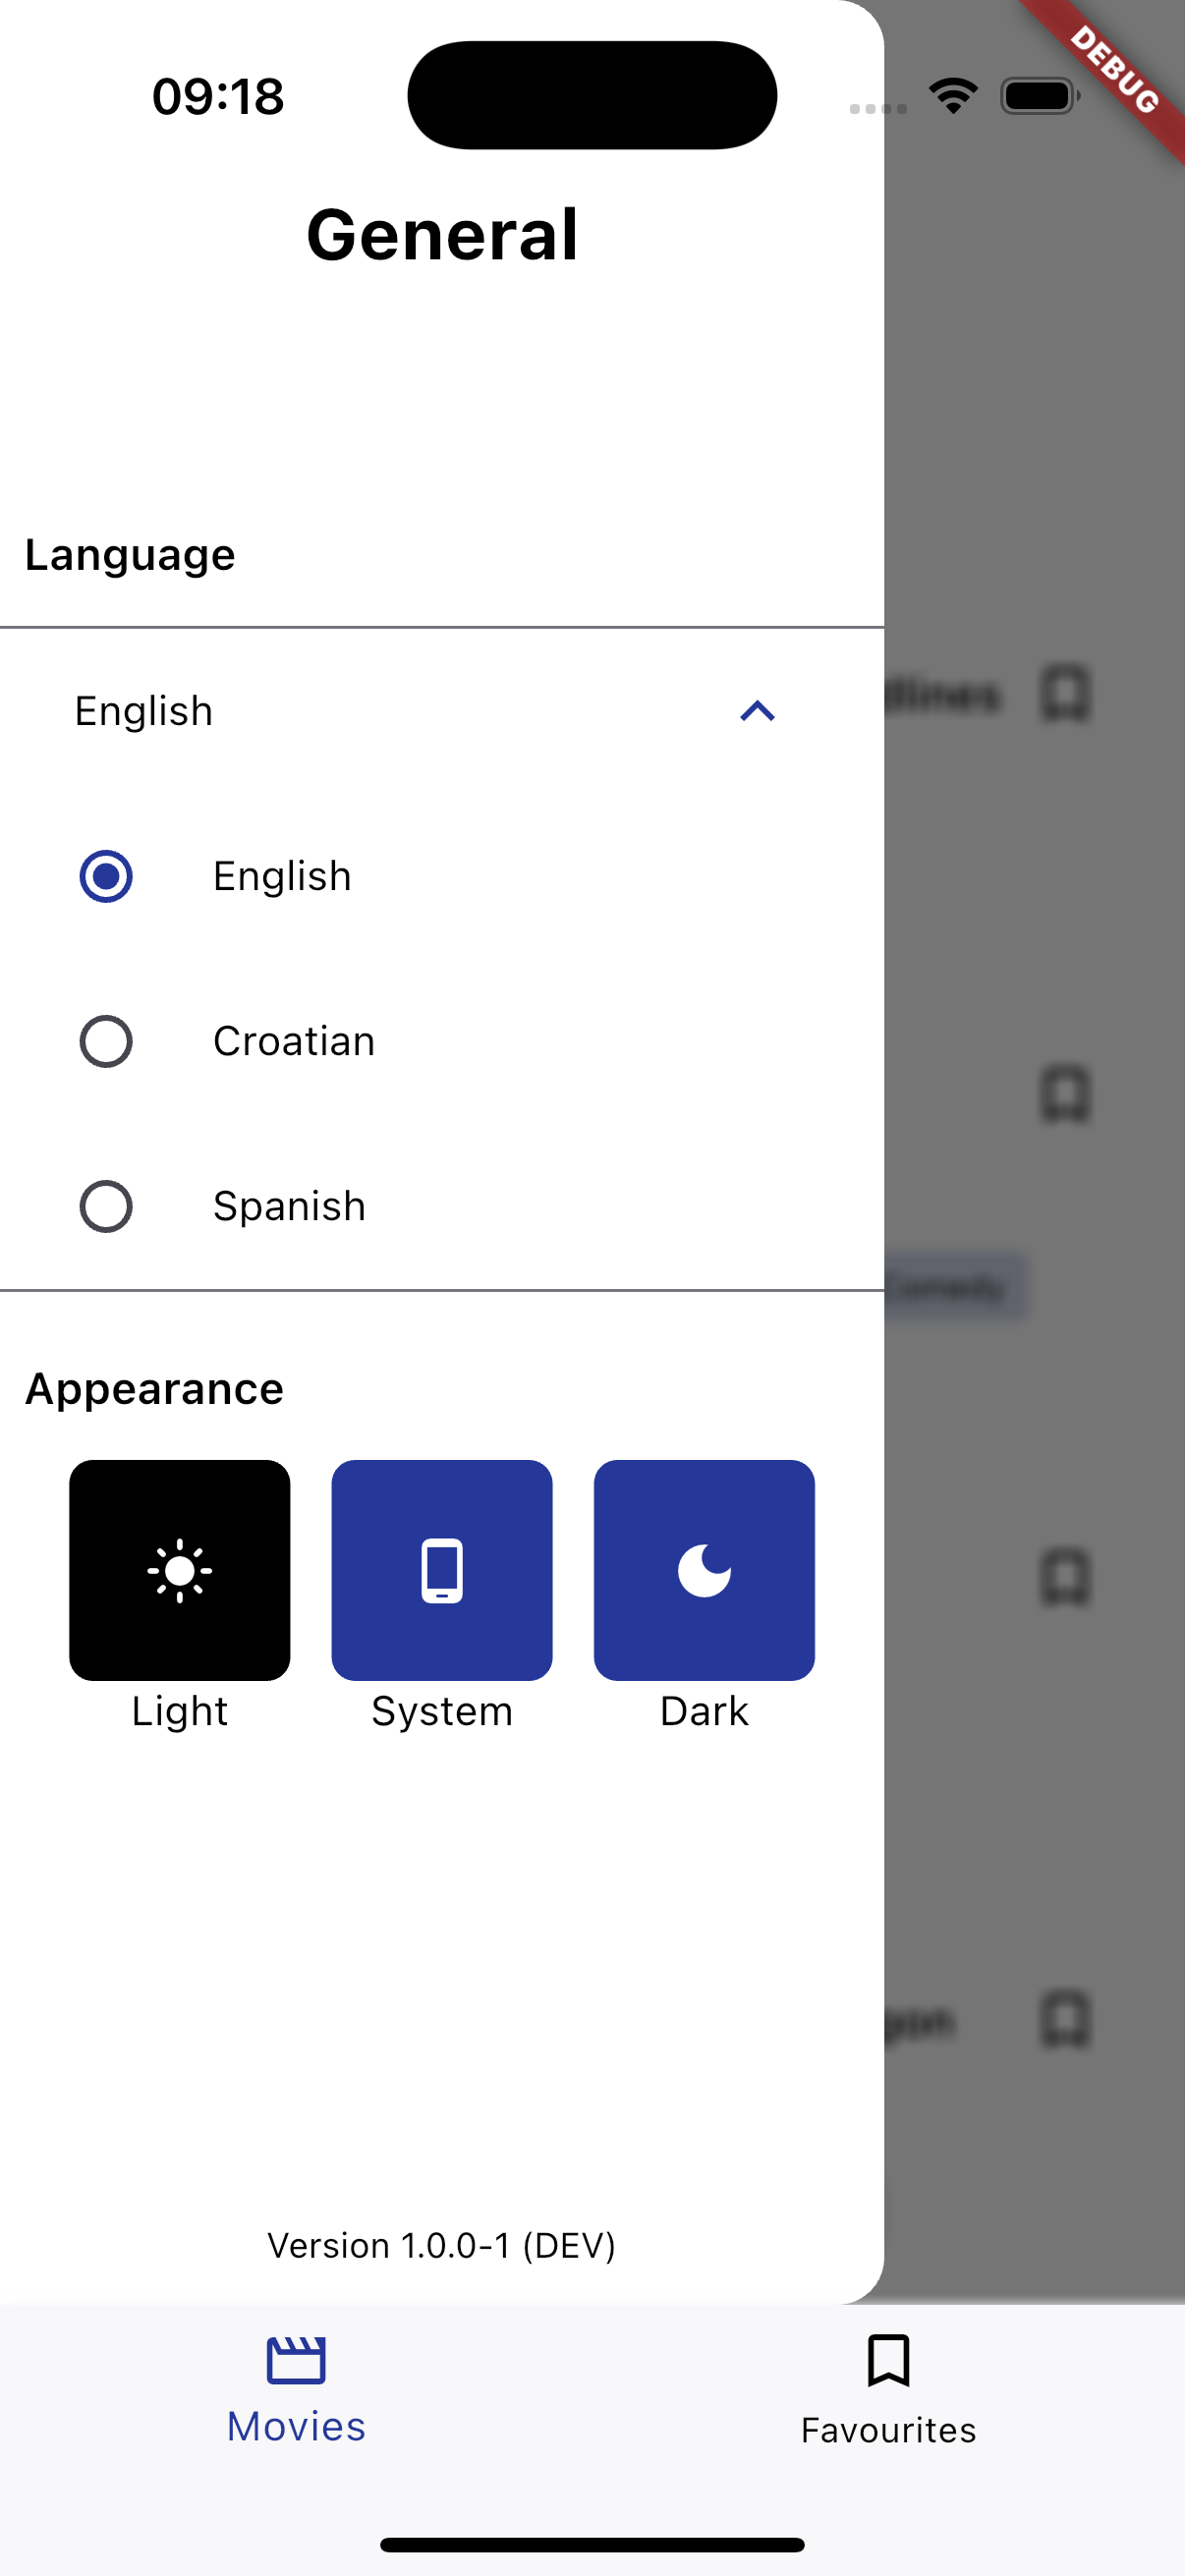 09:18
DEBUG
General
Language
English
English
Croatian
Spanish
Comedy
Appearance
Light
System
Dark
Version 1.0.0-1 (DEV)
Movies
Favourites